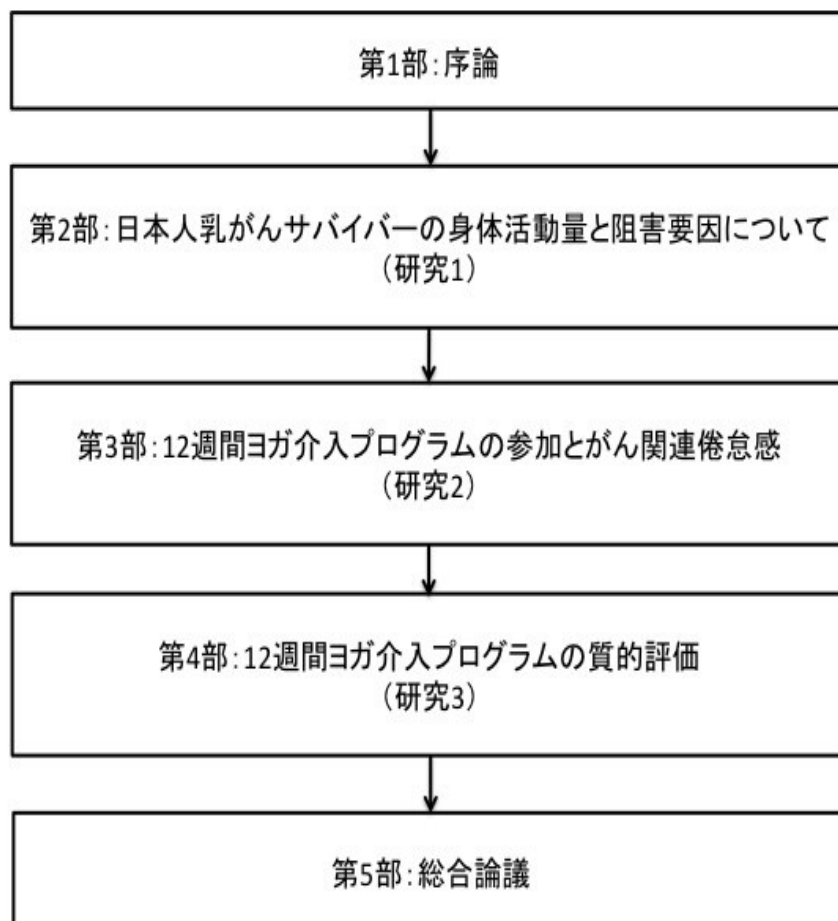 第1部：序論
第2部：日本人乳がんサバイバーの身体活動量と阻害要因について
（研究1）
第3部：12週間ヨガ介入プログラムの参加とがん関連倦怠感
（研究2）
第4部：12週間ヨガ介入プログラムの質的評価
（研究3）
第5部：総合論議